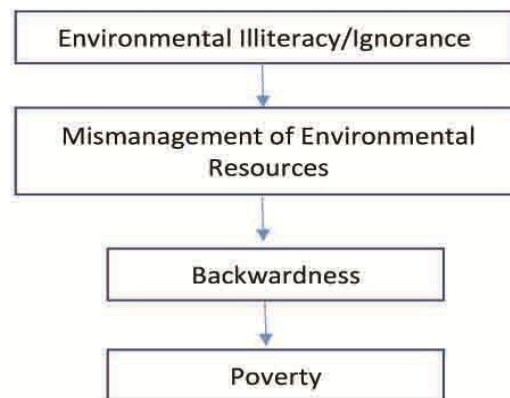 Environmental Illiteracy/Ignorance
Mismanagement of Environmental
Resources
Backwardness
Poverty